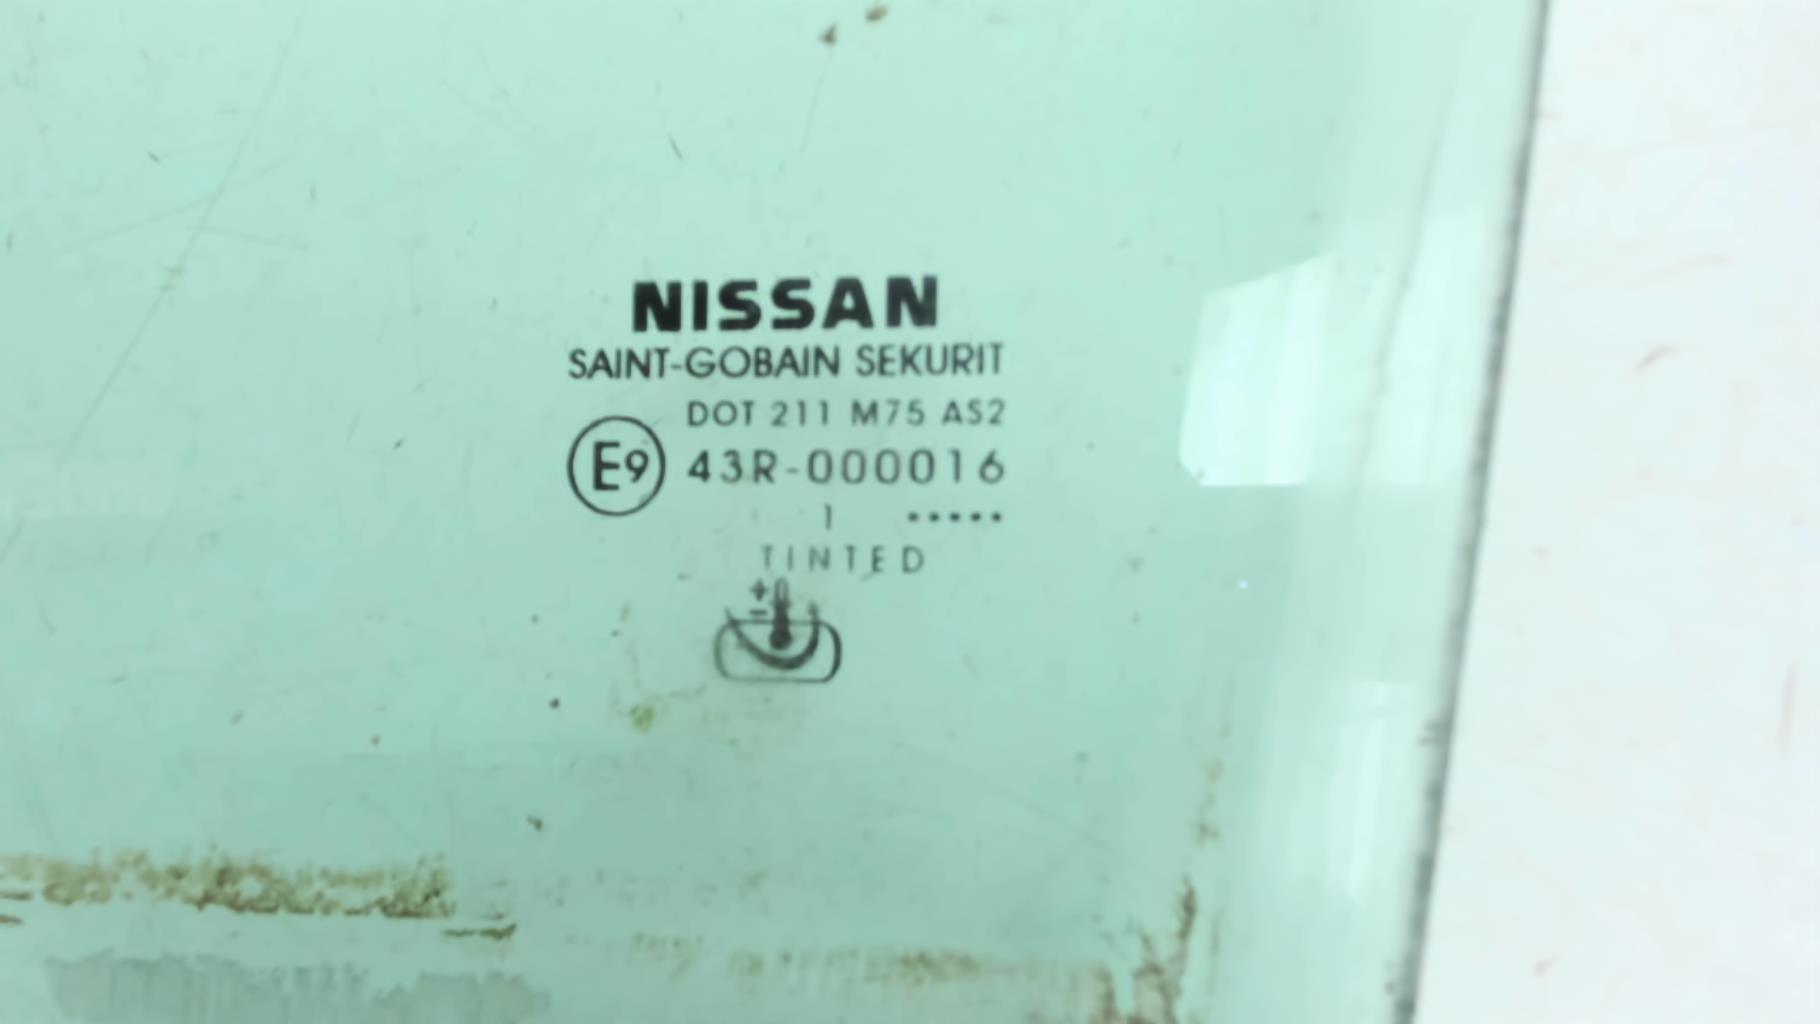 NISSAN
SAINT-GOBAIN SEKURIT
DOT 211 M75 AS2
E9 43R-000016
1 •••••
TINTED
+
–